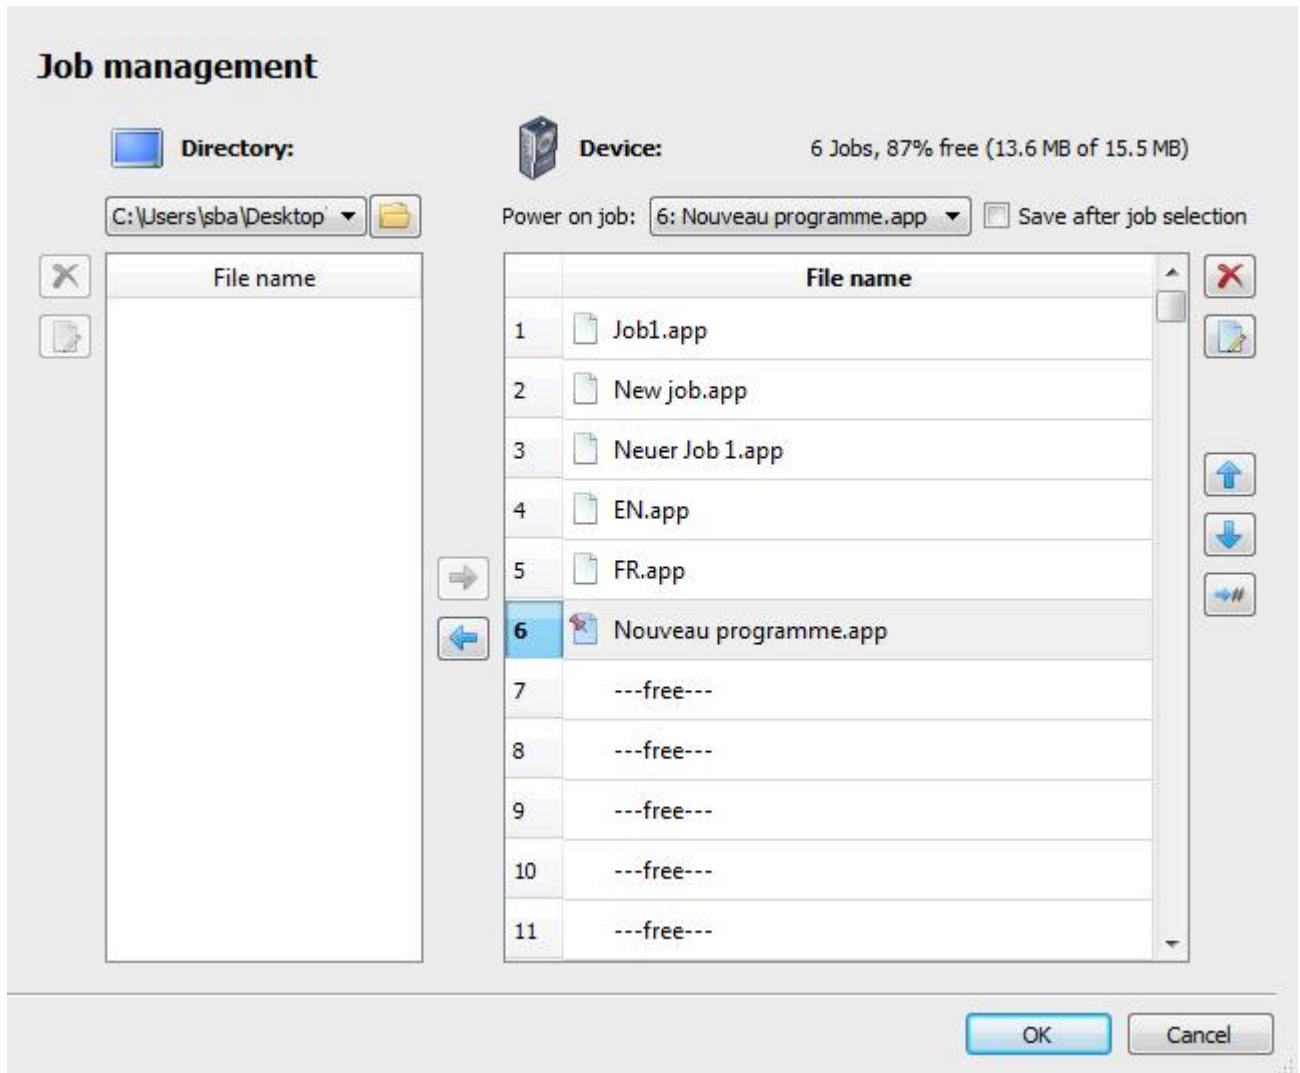 Job management
Directory:
Device:
6 Jobs, 87% free (13.6 MB of 15.5 MB)
C:\Users\sba\Desktop
Power on job:
6: Nouveau programme.app
Save after job selection
File name
File name
1 Job1.app
2 New job.app
3 Neuer Job 1.app
4 EN.app
5 FR.app
6 Nouveau programme.app
7 ---free---
8 ---free---
9 ---free---
10 ---free---
11 ---free---
OK
Cancel